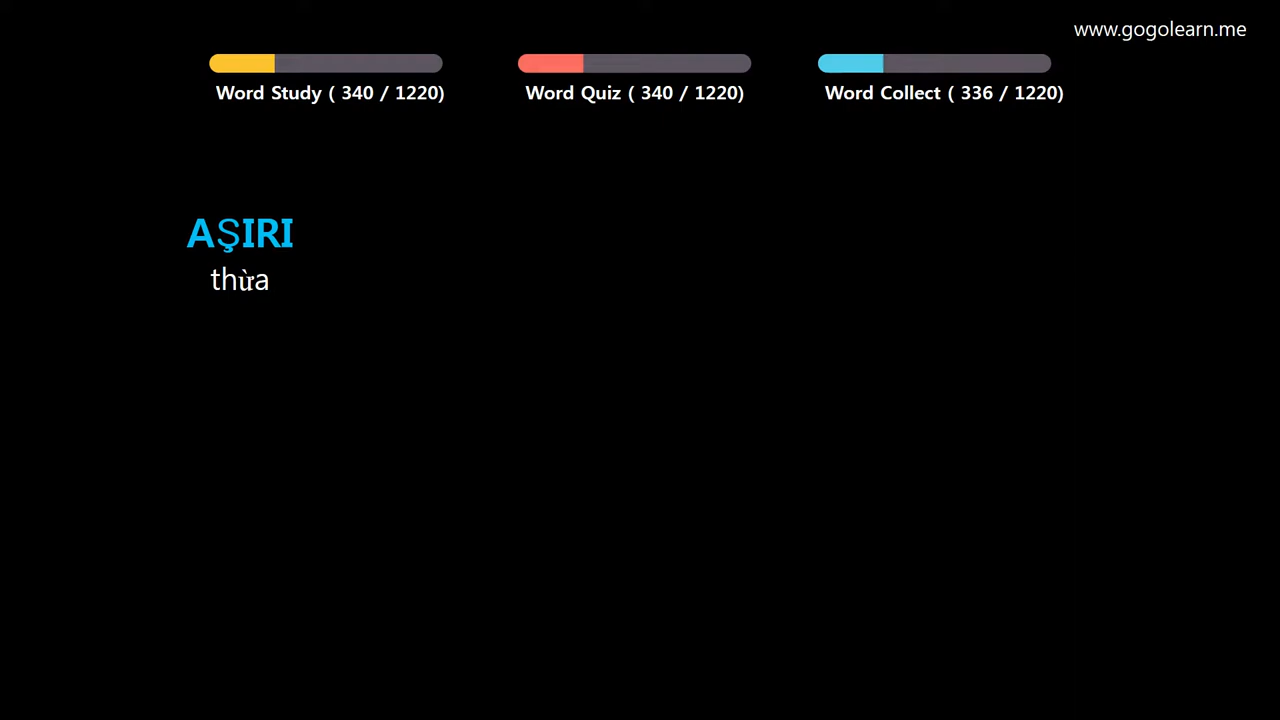 www.gogolearn.me
Word Study ( 340 / 1220)
Word Quiz ( 340 / 1220)
Word Collect ( 336 / 1220)
AŞIRI
thừa